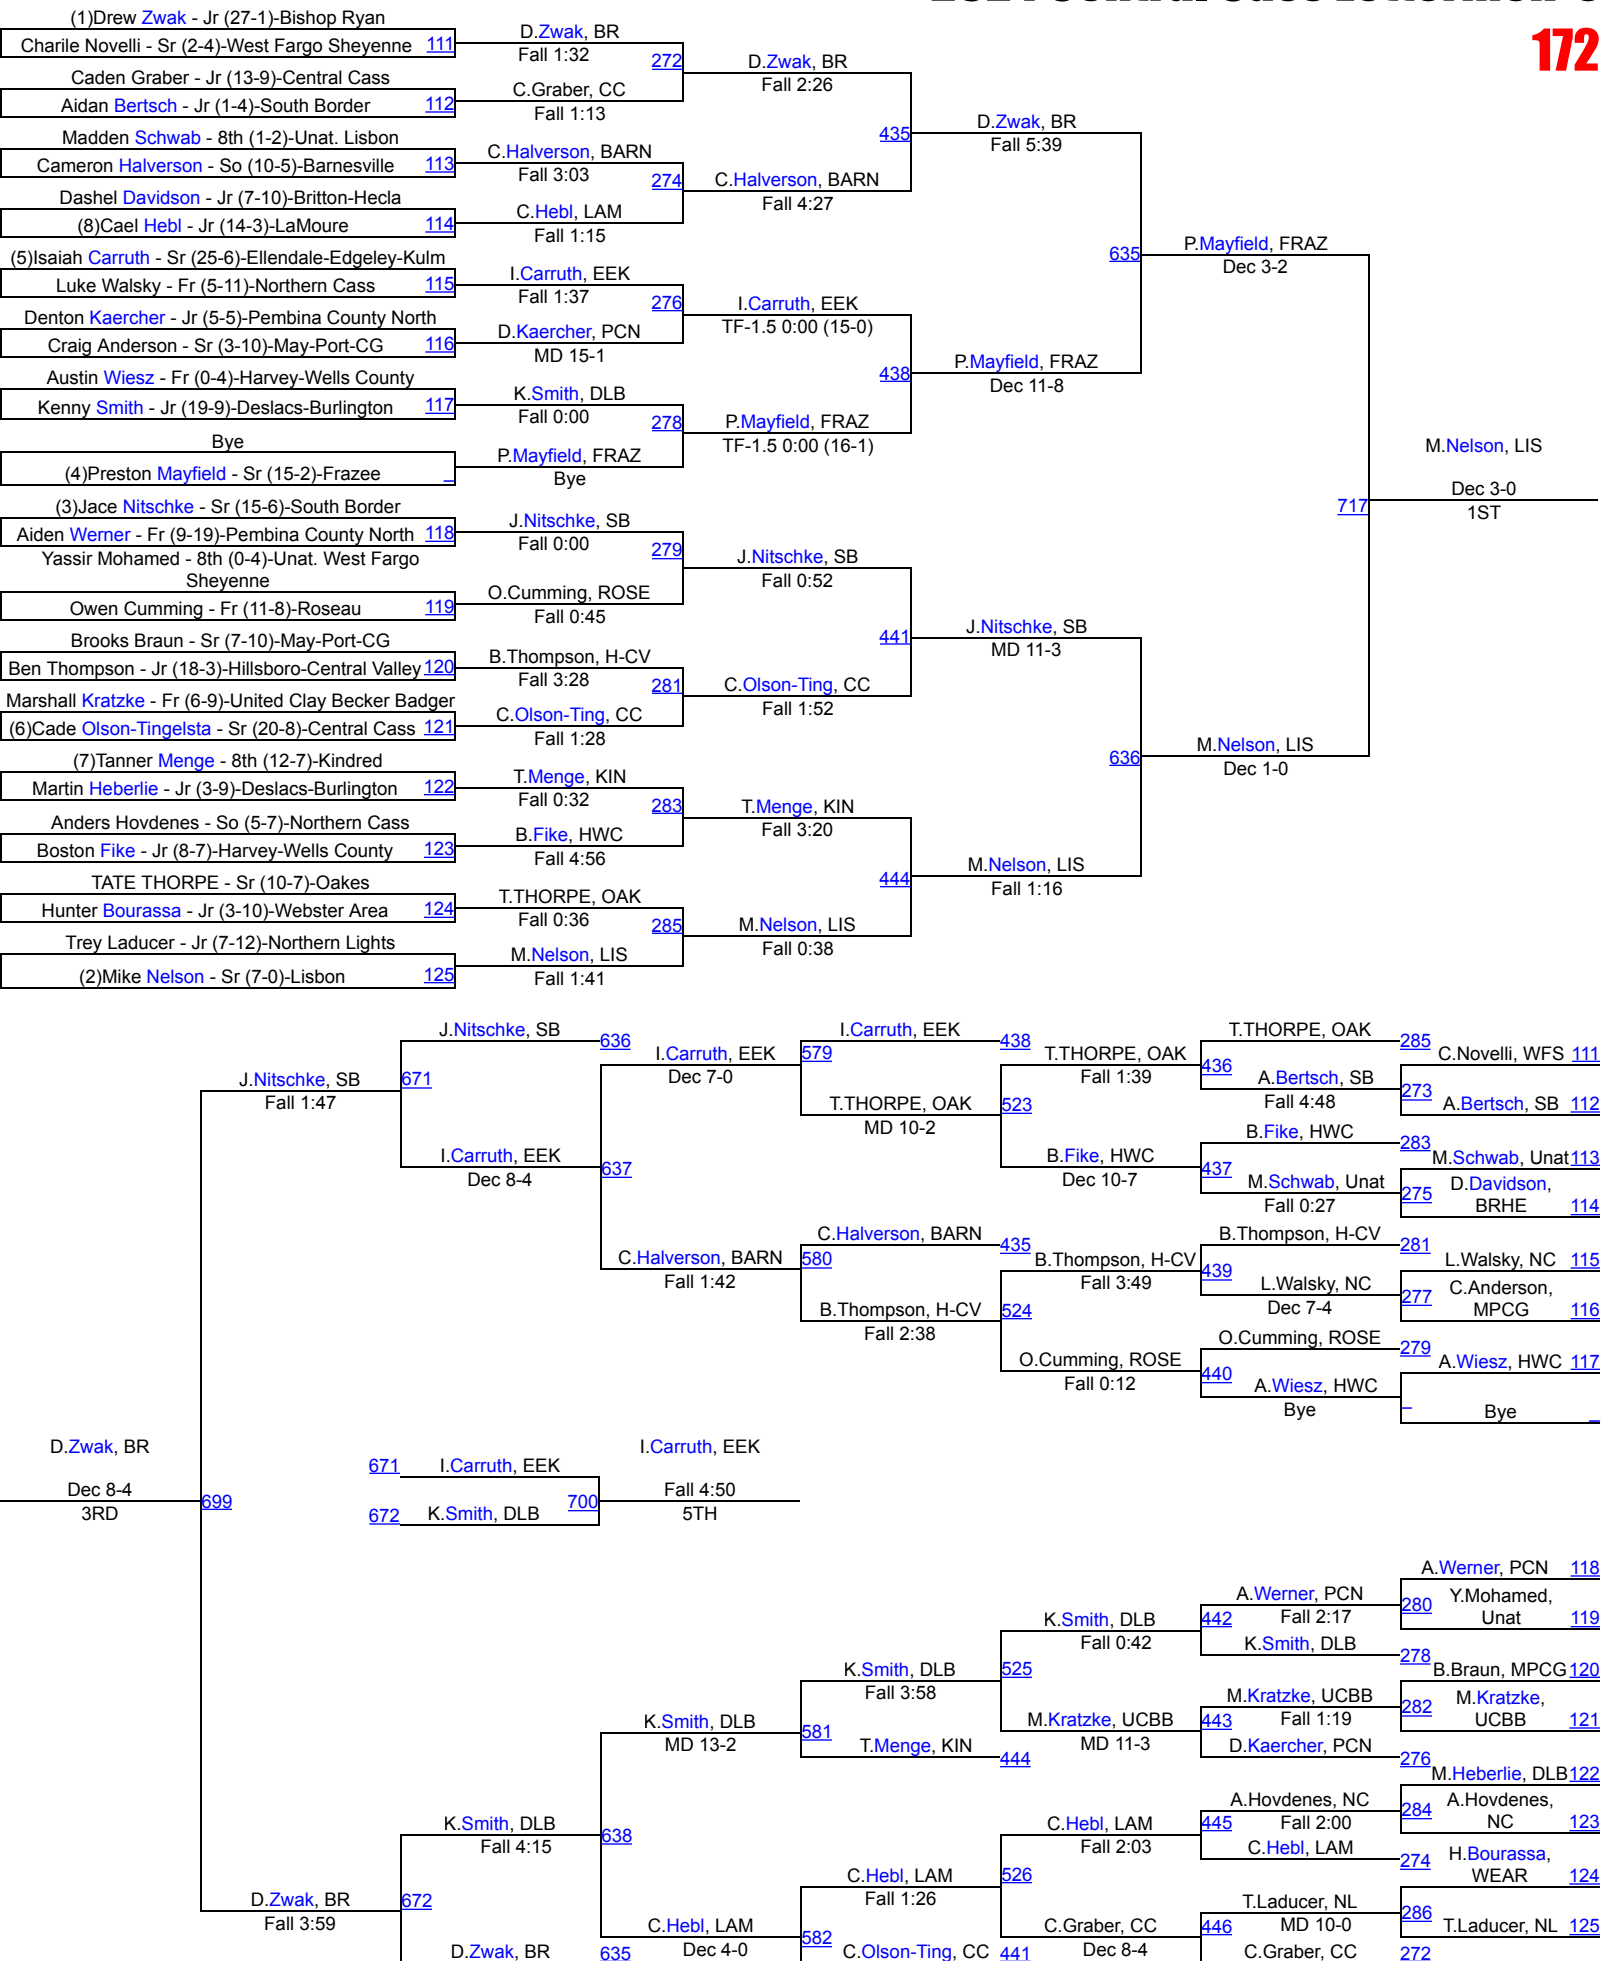 172
(1)Drew Zwak - Jr (27-1)-Bishop Ryan
Charile Novelli - Sr (2-4)-West Fargo Sheyenne 111
Caden Graber - Jr (13-9)-Central Cass
Aidan Bertsch - Jr (1-4)-South Border 112
Madden Schwab - 8th (1-2)-Unat. Lisbon
Cameron Halverson - So (10-5)-Barnesville 113
Dashel Davidson - Jr (7-10)-Britton-Hecla
(8)Cael Hebl - Jr (14-3)-LaMoure 114
(5)Isaiah Carruth - Sr (25-6)-Ellendale-Edgeley-Kulm
Luke Walsky - Fr (5-11)-Northern Cass 115
Denton Kaercher - Jr (5-5)-Pembina County North
Craig Anderson - Sr (3-10)-May-Port-CG 116
Austin Wiesz - Fr (0-4)-Harvey-Wells County
Kenny Smith - Jr (19-9)-Deslacs-Burlington 117
Bye
(4)Preston Mayfield - Sr (15-2)-Frazee
(3)Jace Nitschke - Sr (15-6)-South Border
Aiden Werner - Fr (9-19)-Pembina County North 118
Yassir Mohamed - 8th (0-4)-Unat. West Fargo
Sheyenne
Owen Cumming - Fr (11-8)-Roseau 119
Brooks Braun - Sr (7-10)-May-Port-CG
Ben Thompson - Jr (18-3)-Hillsboro-Central Valley 120
Marshall Kratzke - Fr (6-9)-United Clay Becker Badger
(6)Cade Olson-Tingelsta - Sr (20-8)-Central Cass 121
(7)Tanner Menge - 8th (12-7)-Kindred
Martin Heberlie - Jr (3-9)-Deslacs-Burlington 122
Anders Hovdenes - So (5-7)-Northern Cass
Boston Fike - Jr (8-7)-Harvey-Wells County 123
TATE THORPE - Sr (10-7)-Oakes
Hunter Bourassa - Jr (3-10)-Webster Area 124
Trey Laducer - Jr (7-12)-Northern Lights
(2)Mike Nelson - Sr (7-0)-Lisbon 125
D.Zwak, BR
Fall 1:32
272
C.Graber, CC
Fall 1:13
C.Halverson, BARN
Fall 3:03
274
C.Hebl, LAM
Fall 1:15
I.Carruth, EEK
Fall 1:37
276
D.Kaercher, PCN
MD 15-1
K.Smith, DLB
Fall 0:00
278
P.Mayfield, FRAZ
Bye
J.Nitschke, SB
Fall 0:00
279
O.Cumming, ROSE
Fall 0:45
B.Thompson, H-CV
Fall 3:28
281
C.Olson-Ting, CC
Fall 1:28
T.Menge, KIN
Fall 0:32
283
B.Fike, HWC
Fall 4:56
T.THORPE, OAK
Fall 0:36
285
M.Nelson, LIS
Fall 1:41
D.Zwak, BR
Fall 2:26
435
C.Halverson, BARN
Fall 4:27
I.Carruth, EEK
TF-1.5 0:00 (15-0)
438
P.Mayfield, FRAZ
TF-1.5 0:00 (16-1)
J.Nitschke, SB
Fall 0:52
441
C.Olson-Ting, CC
Fall 1:52
T.Menge, KIN
Fall 3:20
444
M.Nelson, LIS
Fall 0:38
D.Zwak, BR
Fall 5:39
635
P.Mayfield, FRAZ
Dec 11-8
J.Nitschke, SB
MD 11-3
636
M.Nelson, LIS
Fall 1:16
P.Mayfield, FRAZ
Dec 3-2
717
M.Nelson, LIS
Dec 1-0
M.Nelson, LIS
Dec 3-0
1ST
J.Nitschke, SB
Fall 1:47
699
D.Zwak, BR
Dec 8-4
3RD
J.Nitschke, SB 636
671
I.Carruth, EEK
Dec 8-4
I.Carruth, EEK
Dec 7-0
637
C.Halverson, BARN
Fall 1:42
I.Carruth, EEK 438
579
T.THORPE, OAK
MD 10-2
C.Halverson, BARN 435
580
B.Thompson, H-CV
Fall 2:38
T.THORPE, OAK
Fall 1:39
523
B.Fike, HWC
Dec 10-7
B.Thompson, H-CV
Fall 3:49
524
O.Cumming, ROSE
Fall 0:12
T.THORPE, OAK 285
436
A.Bertsch, SB
Fall 4:48
B.Fike, HWC 283
437
M.Schwab, Unat
Fall 0:27
B.Thompson, H-CV 281
439
L.Walsky, NC
Dec 7-4
O.Cumming, ROSE 279
440
A.Wiesz, HWC
Bye
C.Novelli, WFS 111
273
A.Bertsch, SB 112
M.Schwab, Unat 113
275
D.Davidson,
BRHE 114
L.Walsky, NC 115
277
C.Anderson,
MPCG 116
A.Wiesz, HWC 117
Bye
671 I.Carruth, EEK
672 K.Smith, DLB
700
I.Carruth, EEK
Fall 4:50
5TH
A.Werner, PCN 118
280
Y.Mohamed,
Unat 119
B.Braun, MPCG 120
282
M.Kratzke,
UCBB 121
M.Heberlie, DLB 122
284
A.Hovdenes,
NC 123
H.Bourassa,
WEAR 124
286
T.Laducer, NL 125
A.Werner, PCN
Fall 2:17
442
K.Smith, DLB 278
M.Kratzke, UCBB
Fall 1:19
443
D.Kaercher, PCN 276
A.Hovdenes, NC
Fall 2:00
445
C.Hebl, LAM 274
T.Laducer, NL
MD 10-0
446
C.Graber, CC 272
K.Smith, DLB
Fall 0:42
525
M.Kratzke, UCBB
MD 11-3
C.Hebl, LAM
Fall 2:03
526
C.Graber, CC
Dec 8-4
K.Smith, DLB
Fall 3:58
581
T.Menge, KIN 444
C.Hebl, LAM
Fall 1:26
582
C.Olson-Ting, CC 441
K.Smith, DLB
MD 13-2
638
C.Hebl, LAM
Dec 4-0
K.Smith, DLB
Fall 4:15
672
D.Zwak, BR 635
D.Zwak, BR
Fall 3:59